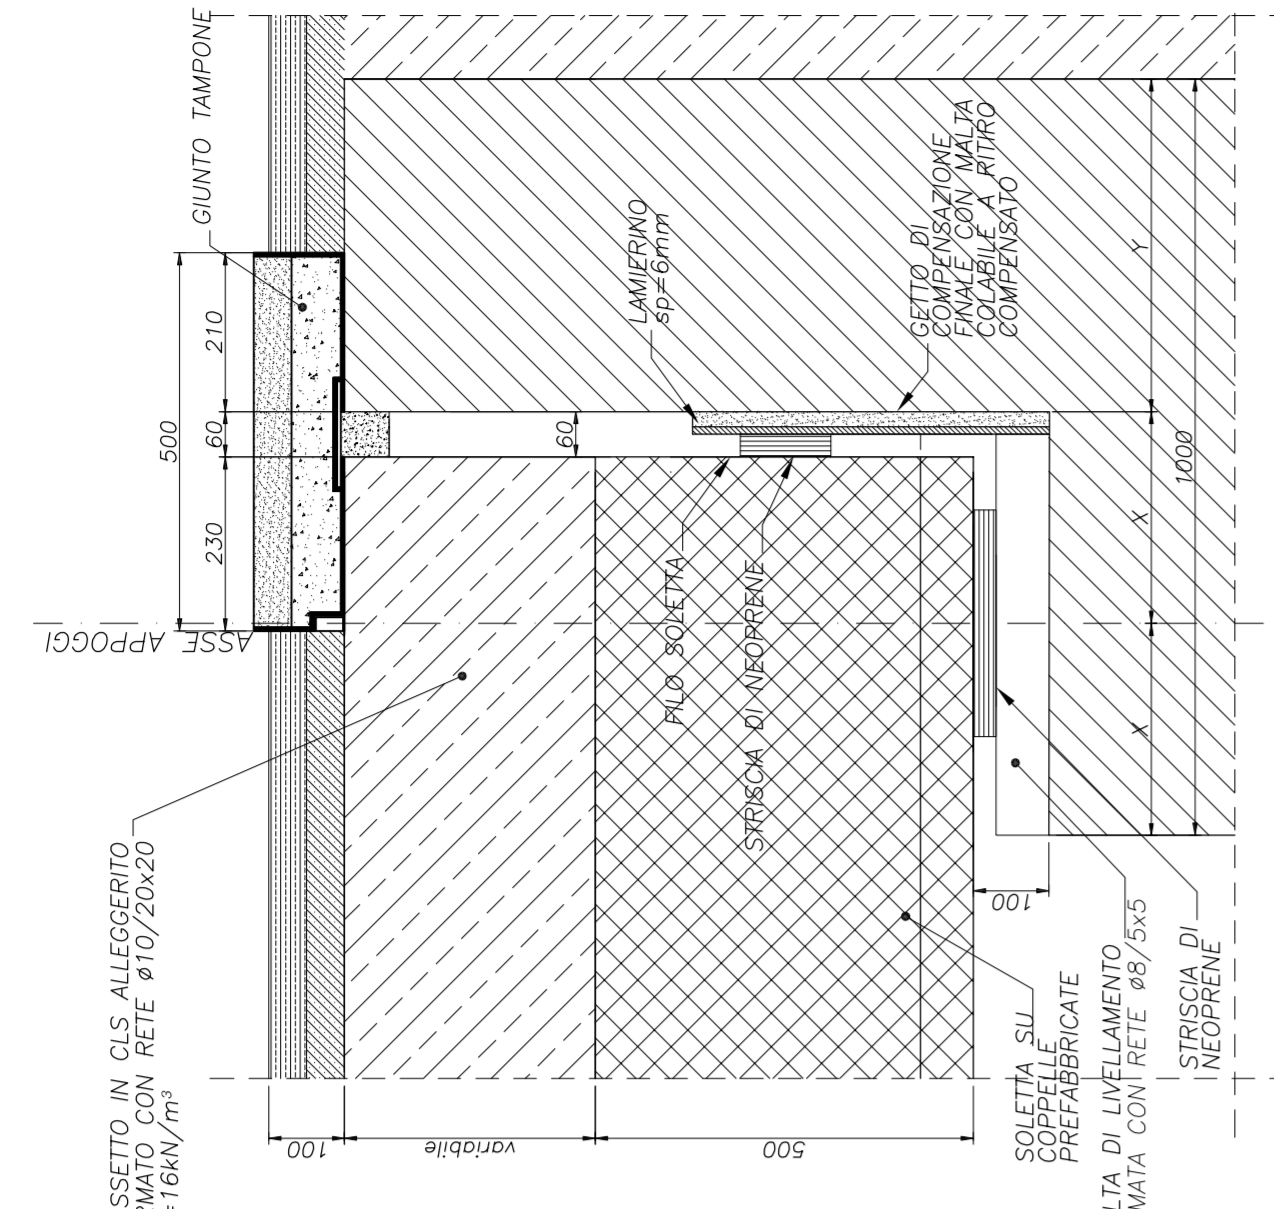 GIUNTO TAMPONE
500
210
60
230
ASSE APPOGGI
LAMIERINO
sp=6mm
GETTO DI
COMPENSAZIONE
FINALE CON MALTA
COLABILE A RITIRO
COMPENSATO
60
Y
X
X
1000
FILO SOLETTA
STRISCIA DI NEOPRENE
SSETTO IN CLS ALLEGGERITO
RMATO CON RETE ø10/20x20
=16kN/m³
100
variabile
500
100
SOLETTA SU
COPPELLE
PREFABBRICATE
LTA DI LIVELLAMENTO
MATA CON RETE ø8/5x5
STRISCIA DI
NEOPRENE